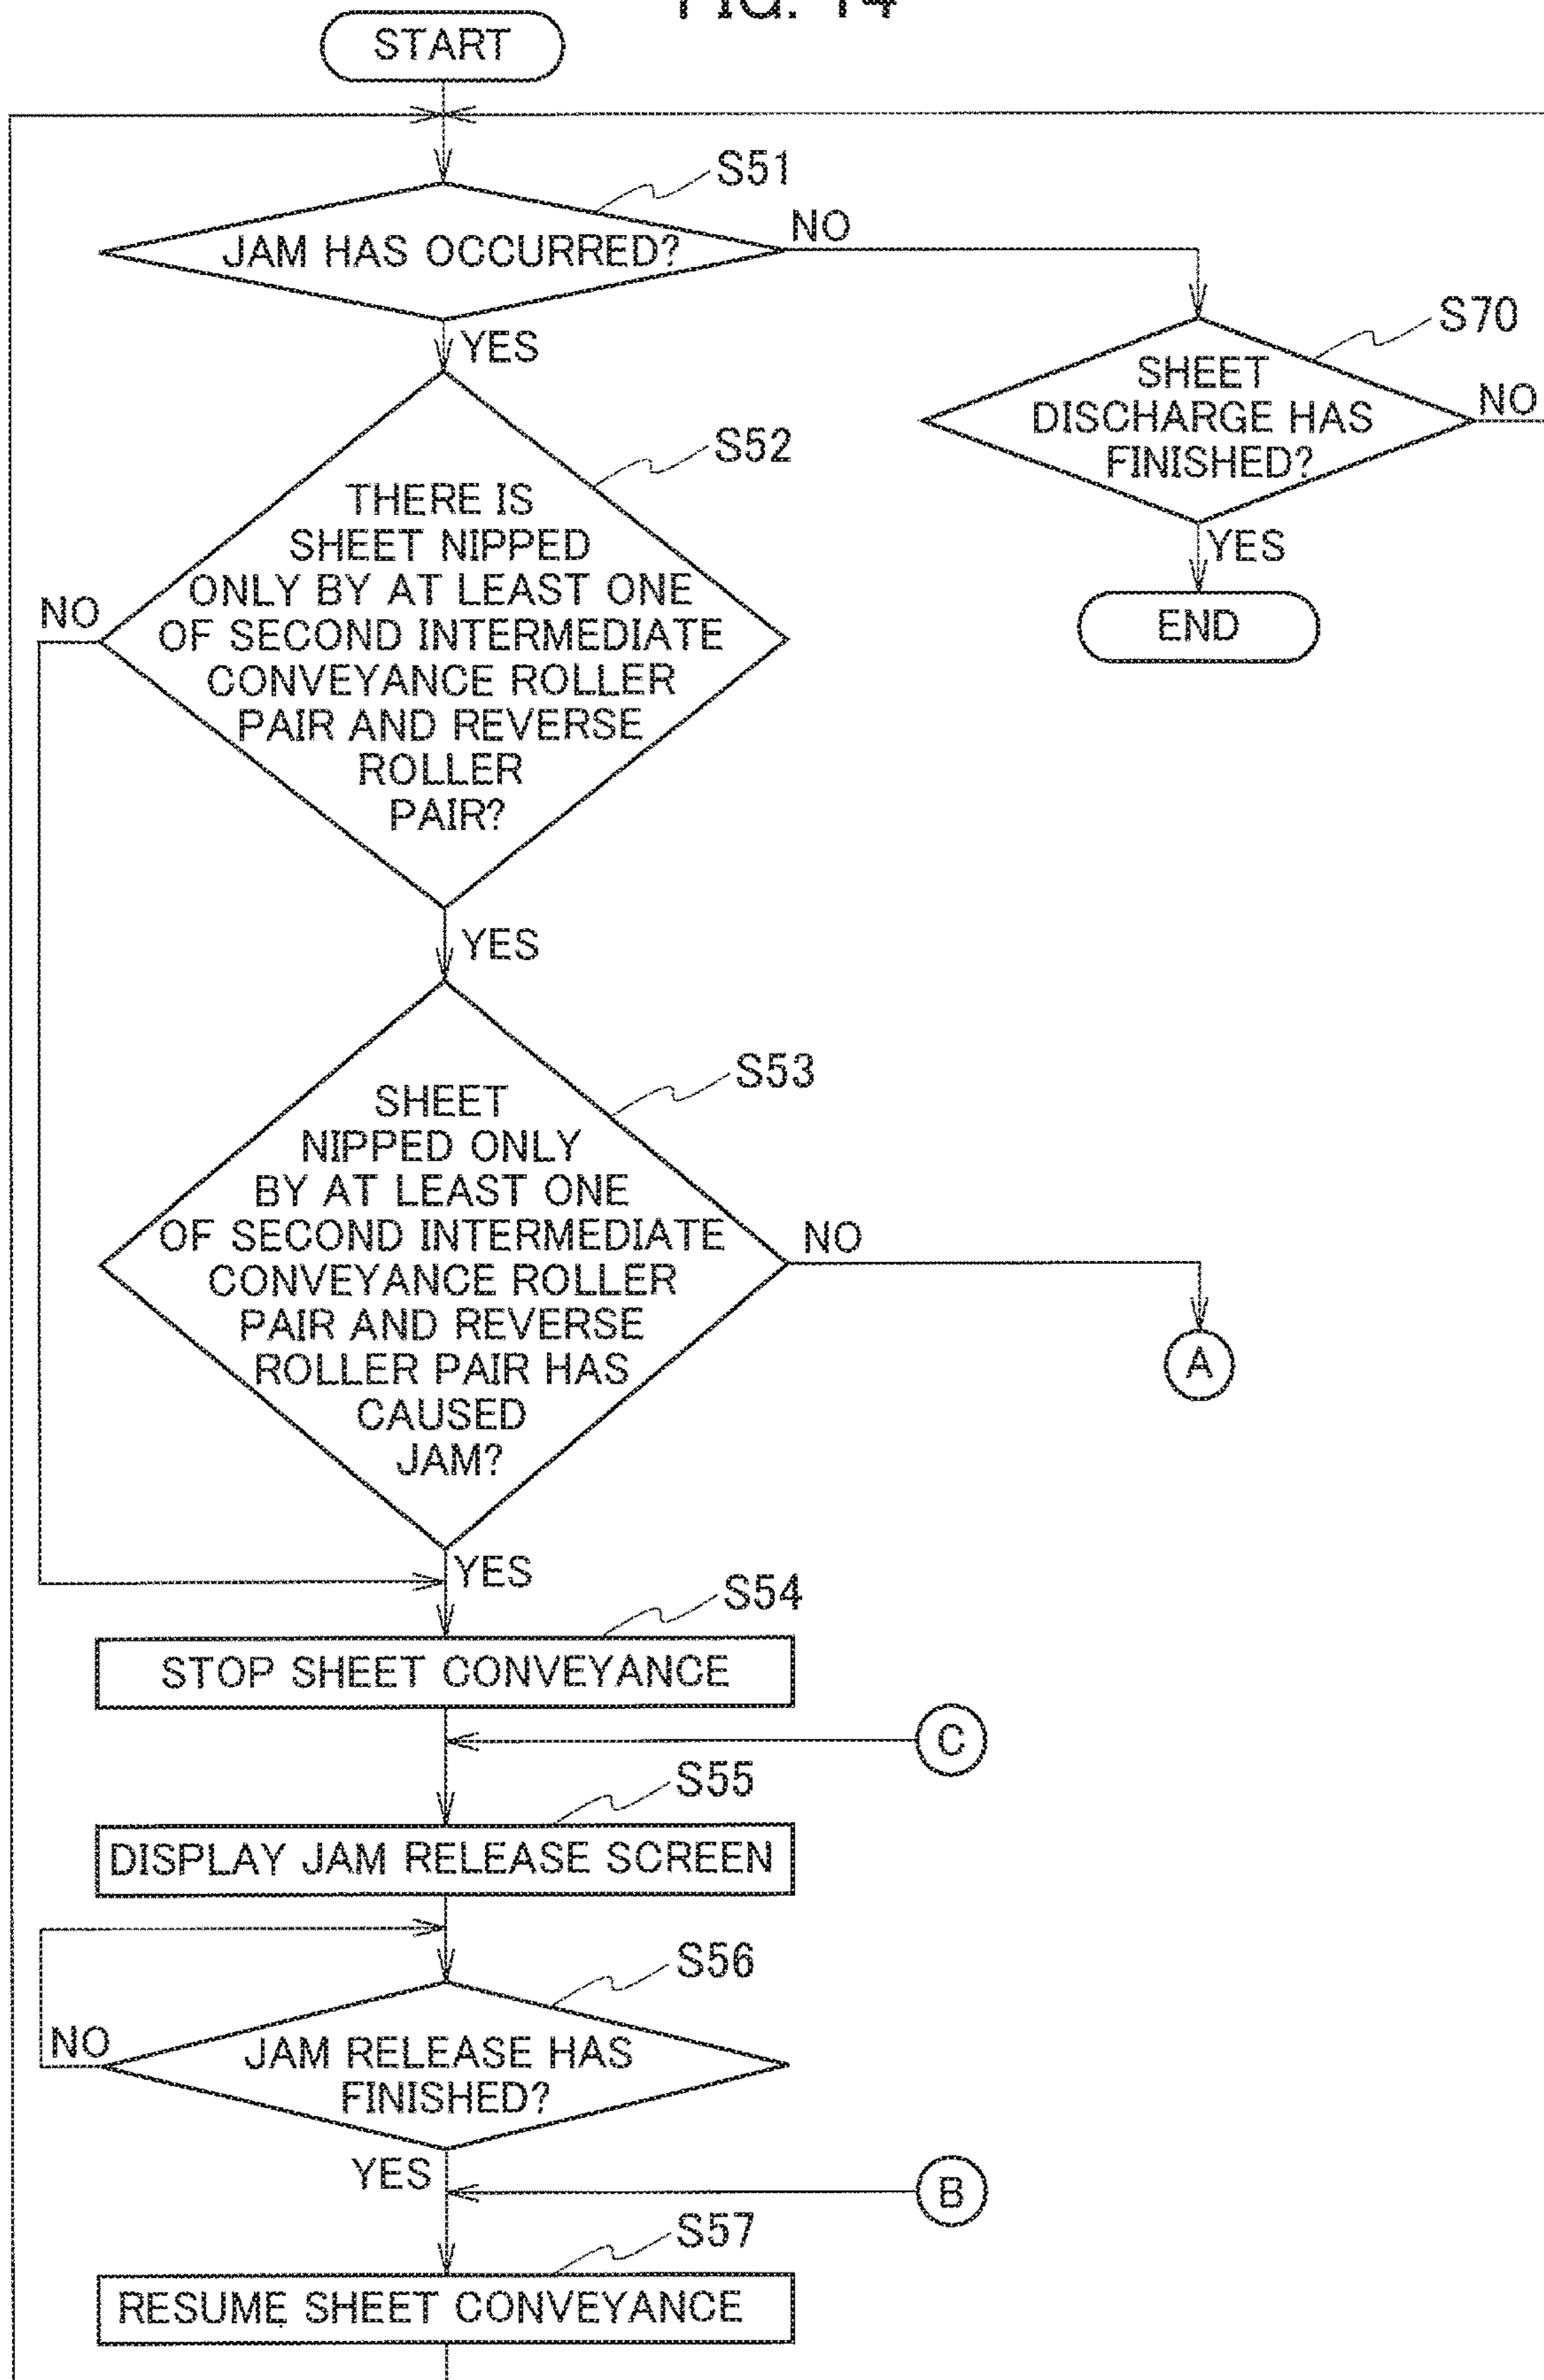 FIG. 14
START
S51
JAM HAS OCCURRED?
NO
YES
S70
SHEET
DISCHARGE HAS
FINISHED?
NO
YES
END
S52
THERE IS
SHEET NIPPED
ONLY BY AT LEAST ONE
OF SECOND INTERMEDIATE
CONVEYANCE ROLLER
PAIR AND REVERSE
ROLLER
PAIR?
NO
YES
S53
SHEET
NIPPED ONLY
BY AT LEAST ONE
OF SECOND INTERMEDIATE
CONVEYANCE ROLLER
PAIR AND REVERSE
ROLLER PAIR HAS
CAUSED
JAM?
NO
A
YES
S54
STOP SHEET CONVEYANCE
C
S55
DISPLAY JAM RELEASE SCREEN
S56
JAM RELEASE HAS
FINISHED?
NO
YES
B
S57
RESUME SHEET CONVEYANCE